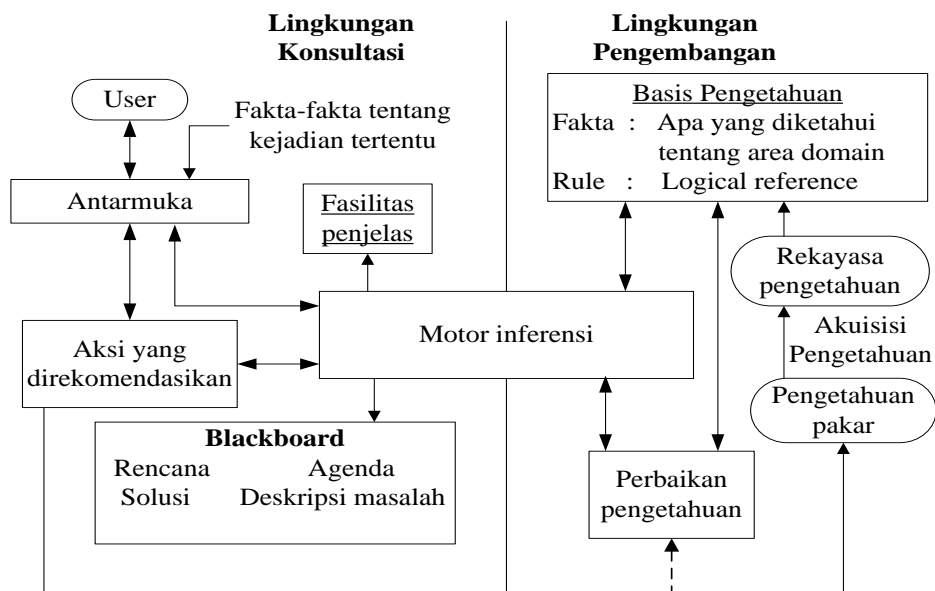 Lingkungan
Konsultasi
Lingkungan
Pengembangan
User
Fakta-fakta tentang
kejadian tertentu
Antarmuka
Fasilitas
penjelas
Basis Pengetahuan
Fakta : Apa yang diketahui
tentang area domain
Rule : Logical reference
Rekayasa
pengetahuan
Motor inferensi
Akuisisi
Pengetahuan
Aksi yang
direkomendasikan
Pengetahuan
pakar
Blackboard
Rencana Agenda
Solusi Deskripsi masalah
Perbaikan
pengetahuan